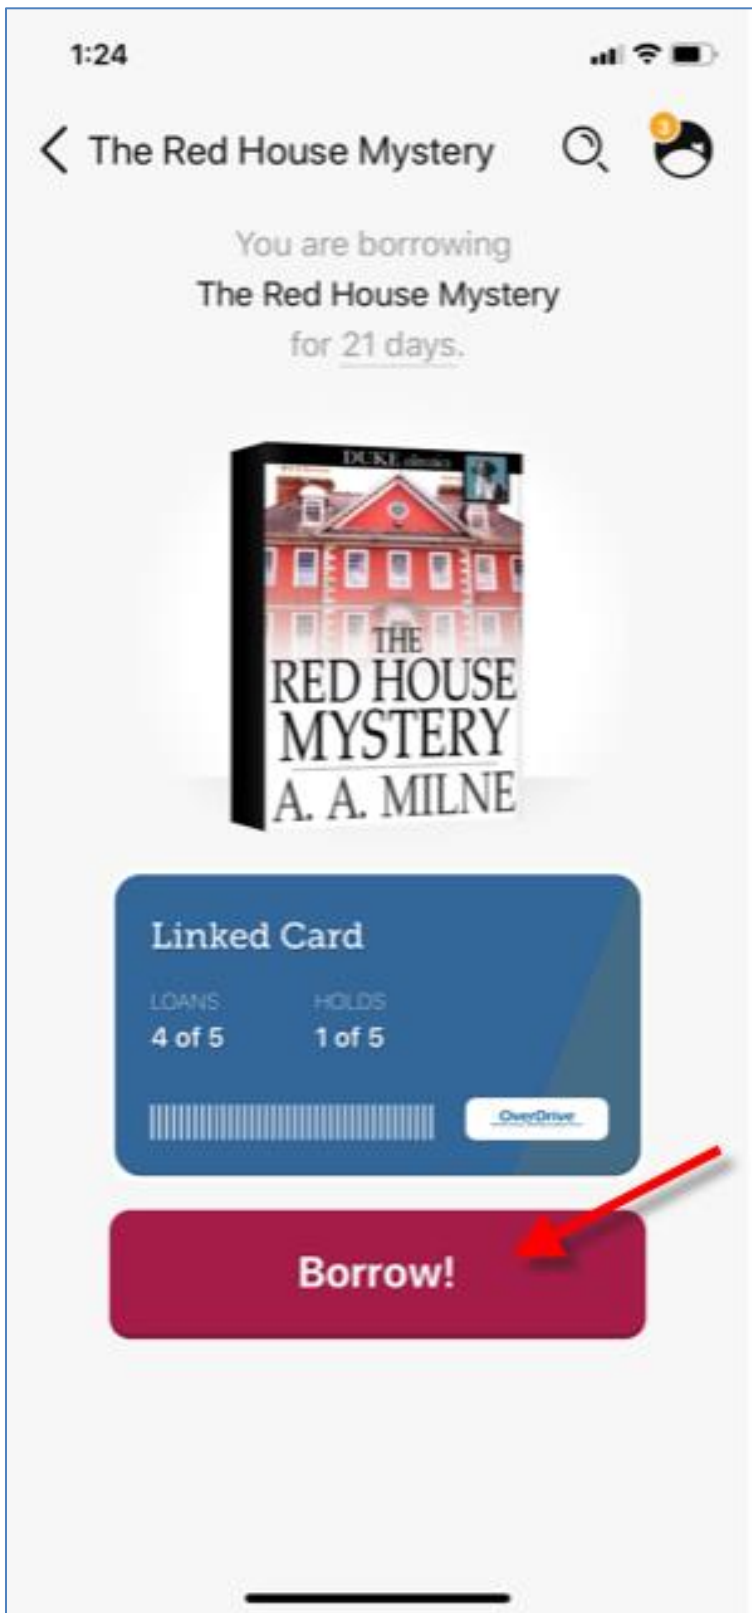 1:24
The Red House Mystery
3
You are borrowing
The Red House Mystery
for 21 days.
DUKE classics
THE
RED HOUSE
MYSTERY
A. A. MILNE
Linked Card
LOANS HOLDS
4 of 5 1 of 5
OverDrive
Borrow!